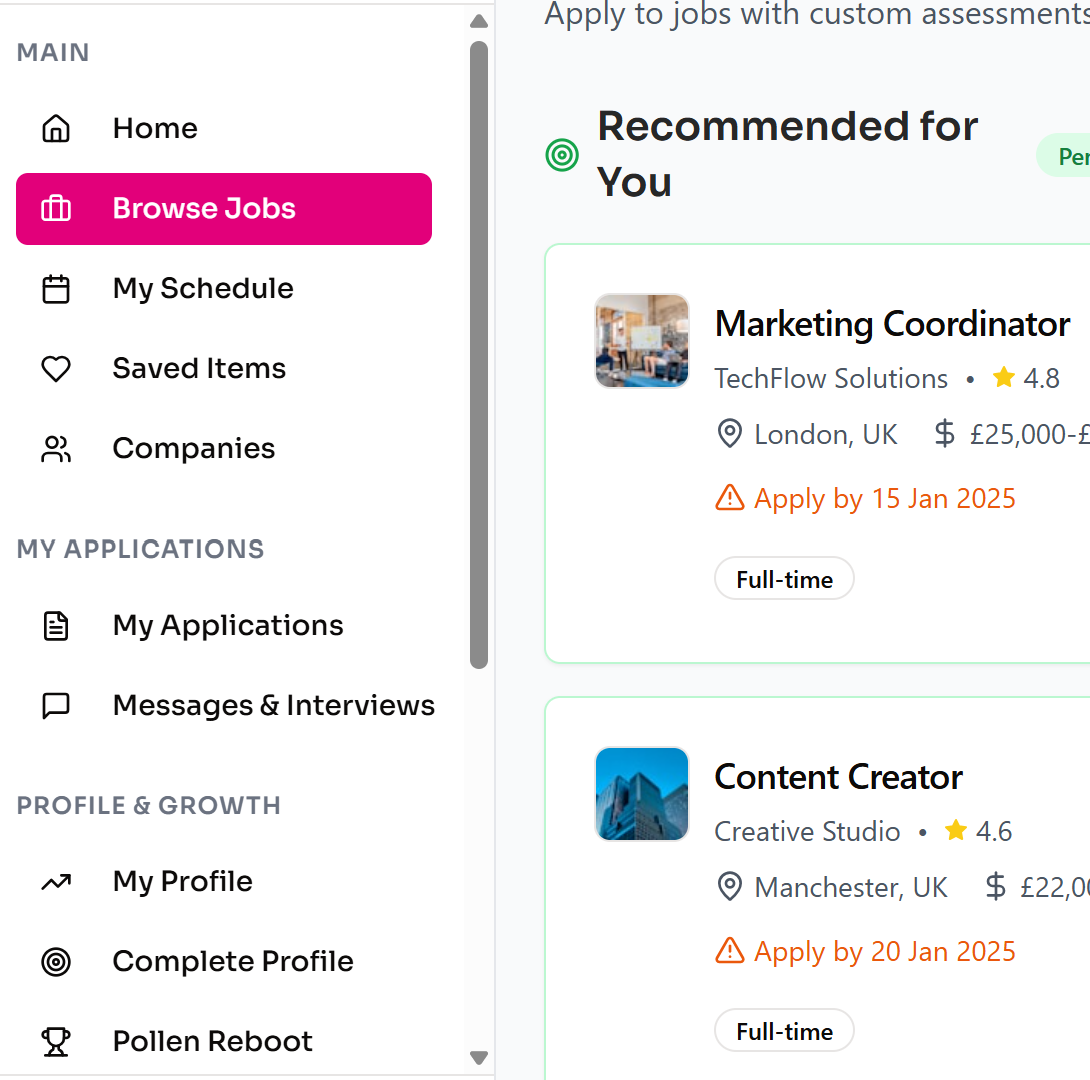 MAIN
Home
Browse Jobs
My Schedule
Saved Items
Companies
MY APPLICATIONS
My Applications
Messages & Interviews
PROFILE & GROWTH
My Profile
Complete Profile
Pollen Reboot
Apply to jobs with custom assessments
Recommended for
You
Per
Marketing Coordinator
TechFlow Solutions • 4.8
London, UK $ £25,000-£
Apply by 15 Jan 2025
Full-time
Content Creator
Creative Studio • 4.6
Manchester, UK $ £22,00
Apply by 20 Jan 2025
Full-time